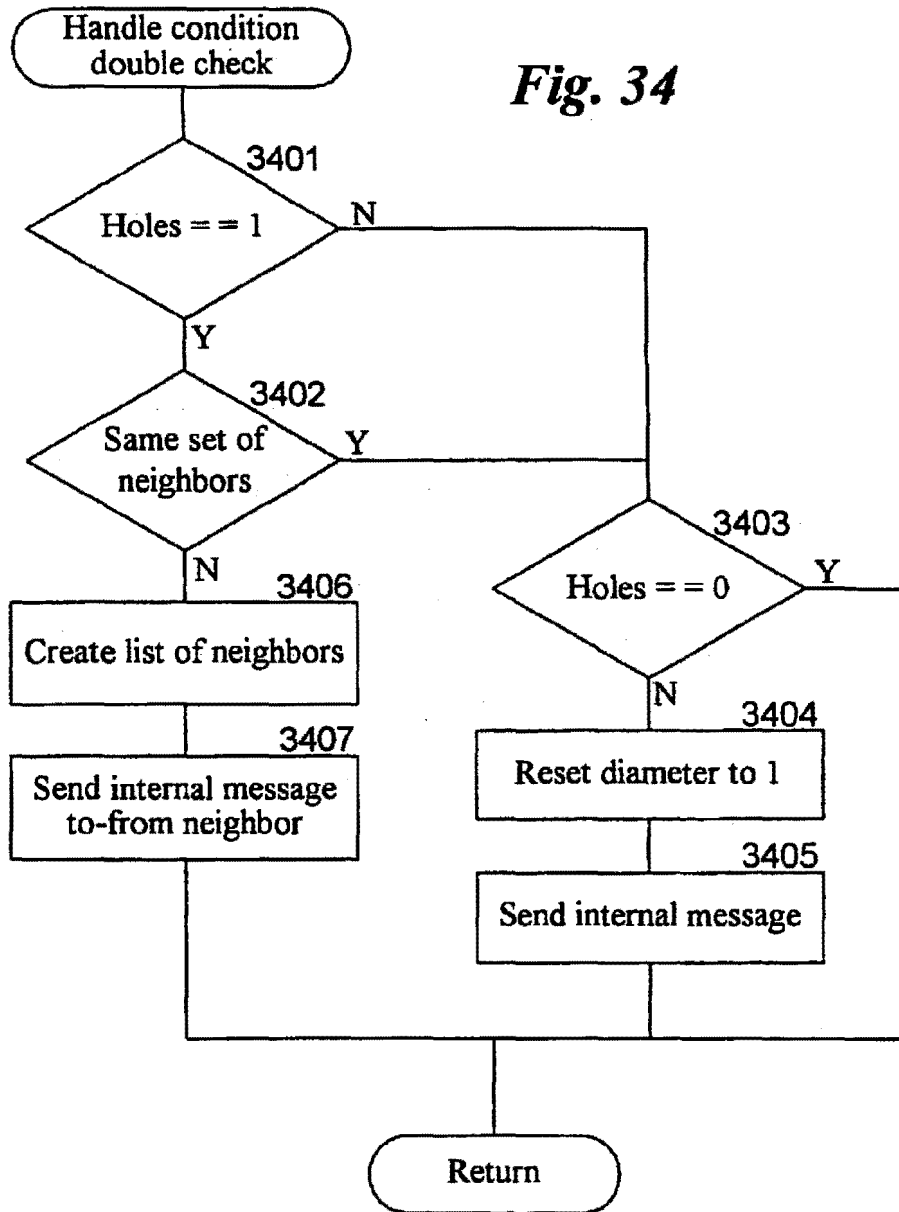 Handle condition
double check
Fig. 34
3401
Holes = = 1
N
Y
3402
Same set of
neighbors
Y
N
3403
Holes = = 0
Y
N
3406
Create list of neighbors
3407
Send internal message
to-from neighbor
3404
Reset diameter to 1
3405
Send internal message
Return